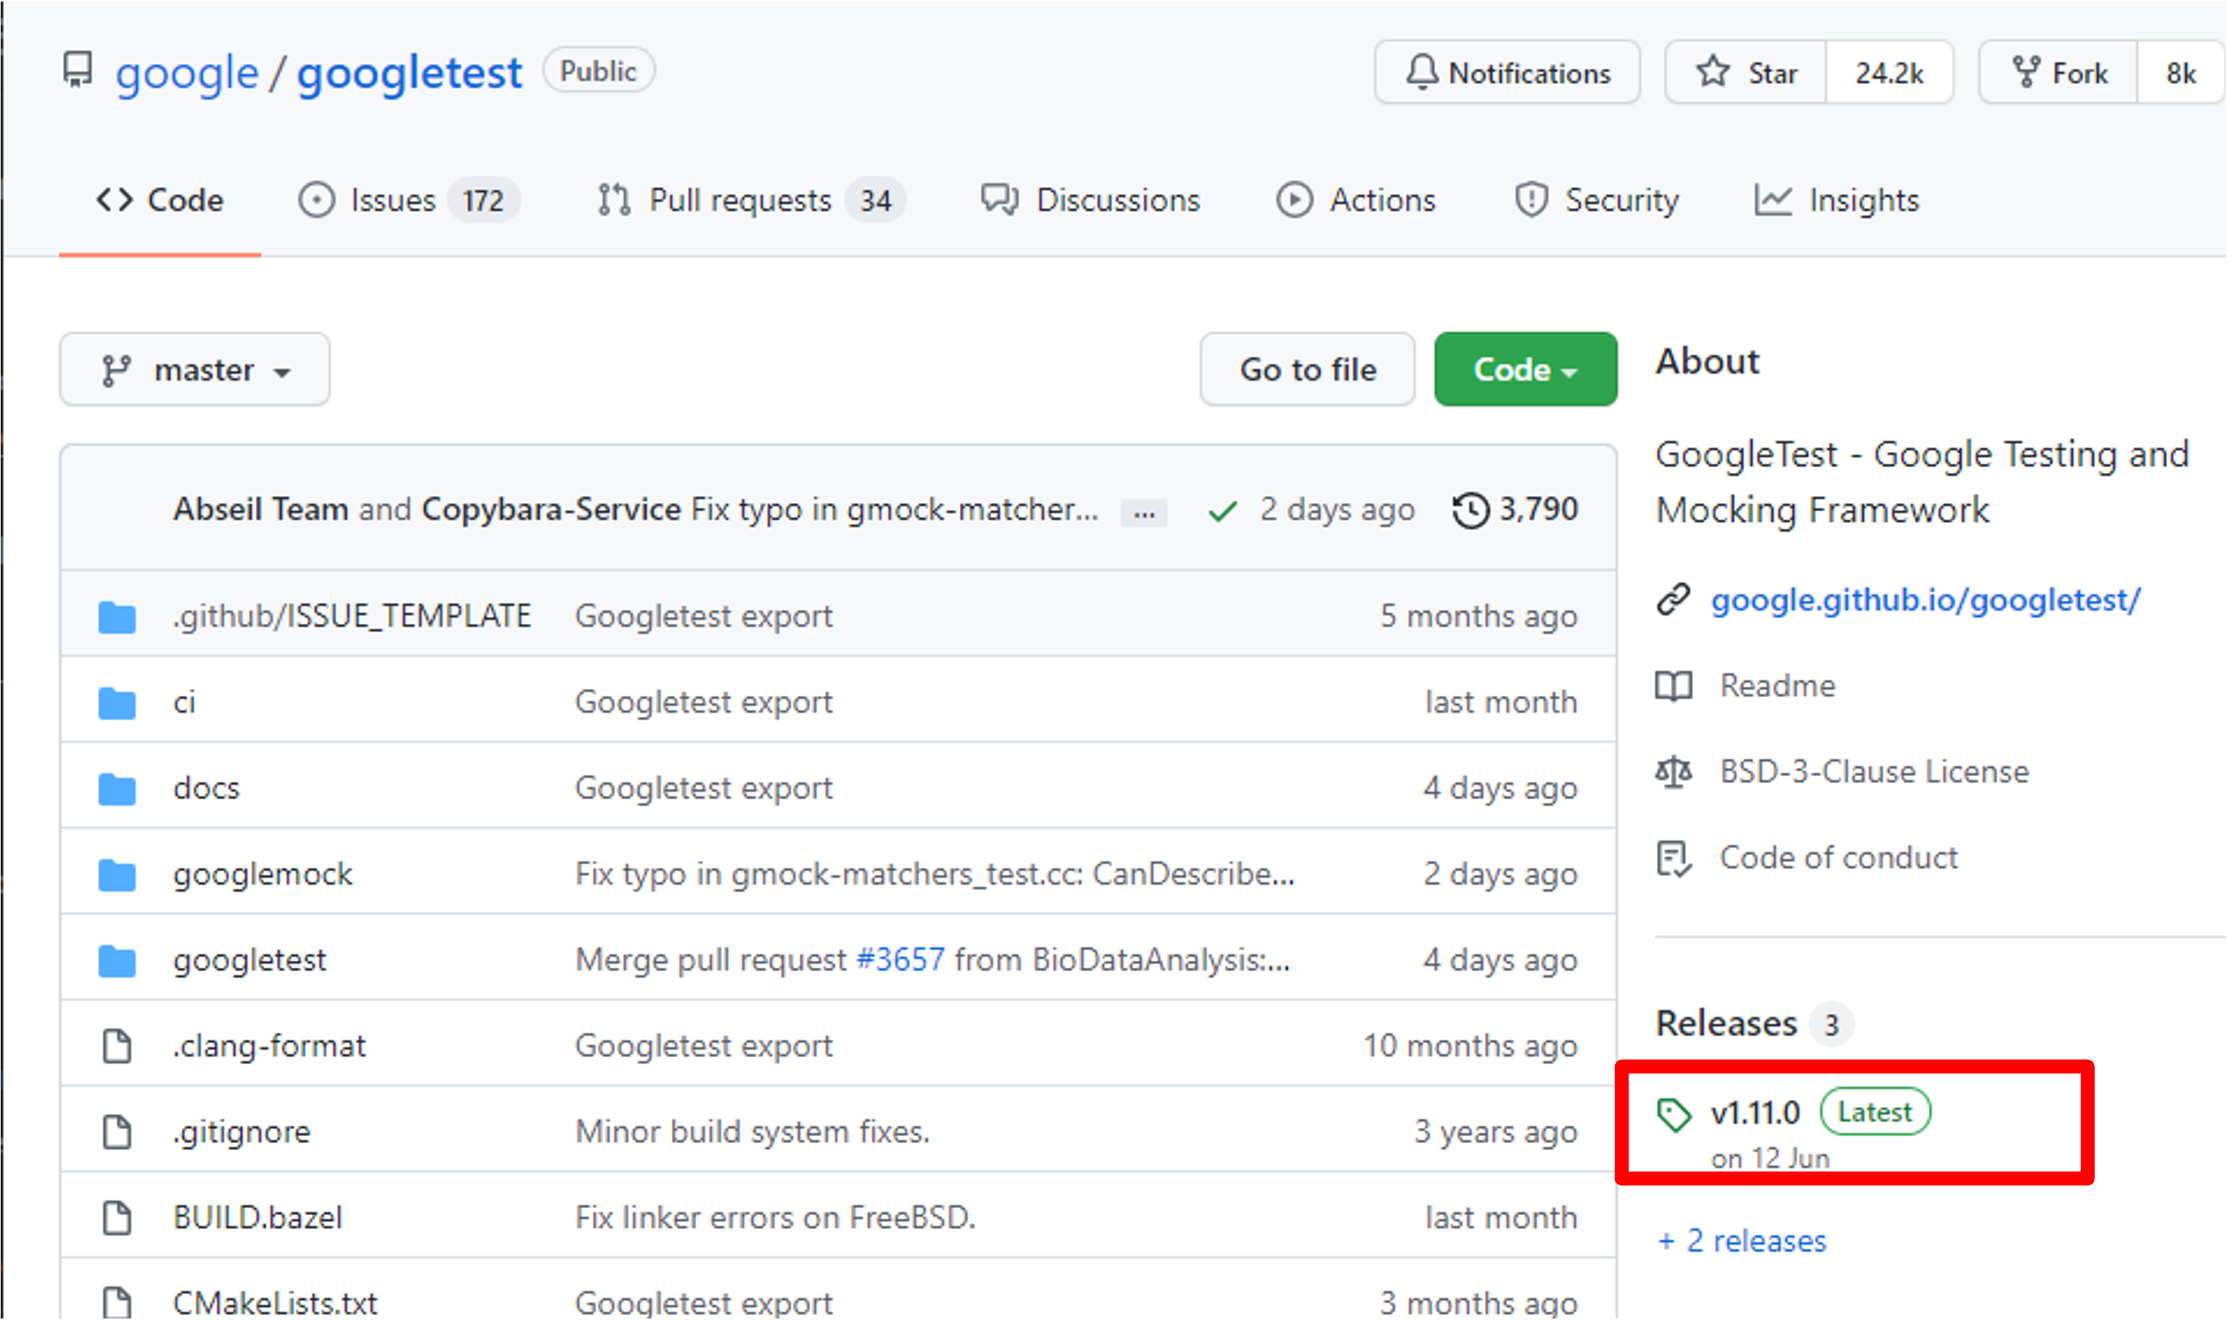 google / googletest Public Notifications Star 24.2k Fork 8k
Code Issues 172 Pull requests 34 Discussions Actions Security Insights
master Go to file Code
Abseil Team and Copybara-Service Fix typo in gmock-matcher... ... 2 days ago 3,790
.github/ISSUE_TEMPLATE Googletest export 5 months ago
ci Googletest export last month
docs Googletest export 4 days ago
googlemock Fix typo in gmock-matchers_test.cc: CanDescribe... 2 days ago
googletest Merge pull request #3657 from BioDataAnalysis:... 4 days ago
.clang-format Googletest export 10 months ago
.gitignore Minor build system fixes. 3 years ago
BUILD.bazel Fix linker errors on FreeBSD. last month
CMakeLists.txt Googletest export 3 months ago
About
GoogleTest - Google Testing and
Mocking Framework
google.github.io/googletest/
Readme
BSD-3-Clause License
Code of conduct
Releases 3
v1.11.0 Latest
on 12 Jun
+ 2 releases